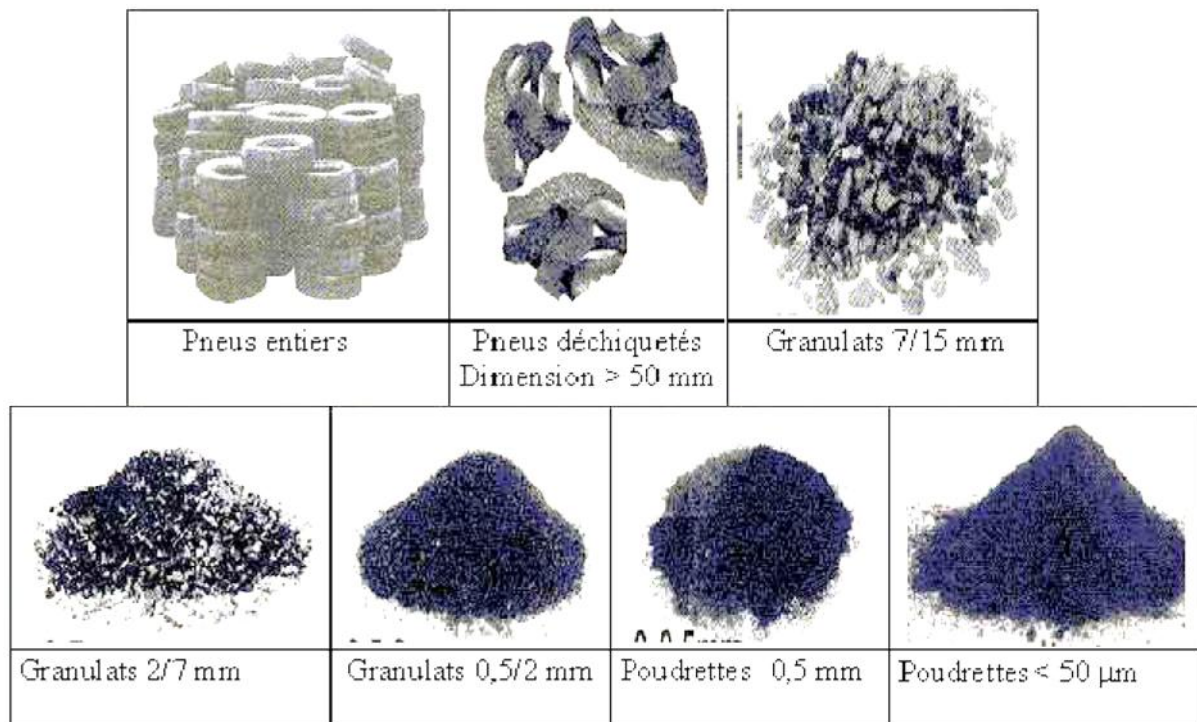 Pneus entiers
Pneus déchiquetés
Dimension > 50 mm
Granulats 7/15 mm
Granulats 2/7 mm
Granulats 0,5/2 mm
Poudrettes 0,5 mm
Poudrettes < 50 µm